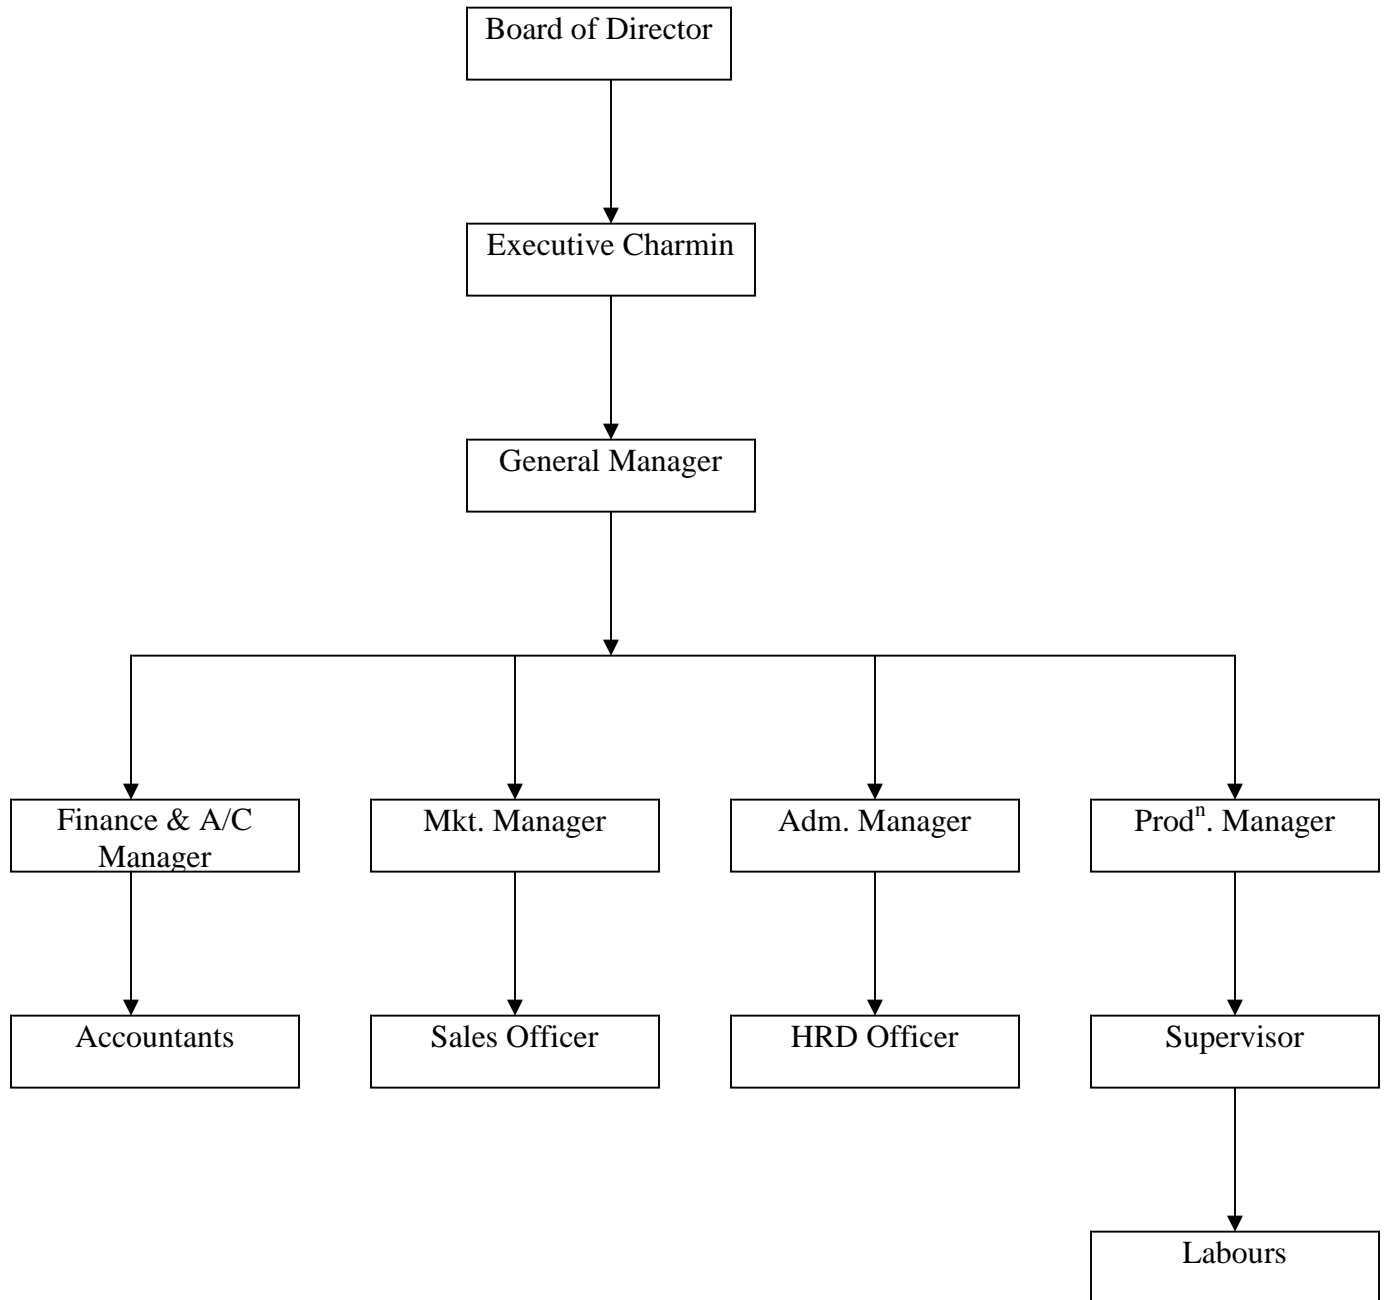 Board of Director
Executive Charmin
General Manager
Finance & A/C
Manager
Mkt. Manager
Adm. Manager
Prodⁿ. Manager
Accountants
Sales Officer
HRD Officer
Supervisor
Labours